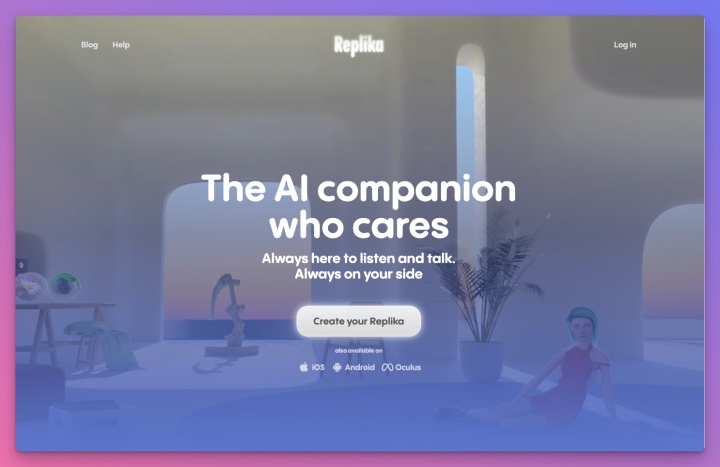 Blog Help Replika Log in
The AI companion
who cares
Always here to listen and talk.
Always on your side
Create your Replika
also available on
iOS Android Oculus